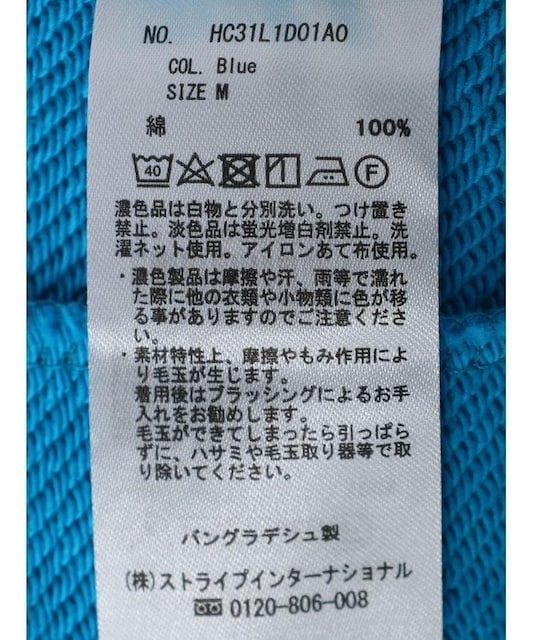 NO. HC31L1D01A0
COL. Blue
SIZE M
綿 100%
40 F
濃色品は白物と分別洗い。つけ置き
禁止。淡色品は蛍光増白剤禁止。洗
濯ネット使用。アイロンあて布使用。
・濃色製品は摩擦や汗、雨等で濡れ
た際に他の衣類や小物類に色が移
る事がありますのでご注意くださ
い。
・素材特性上、摩擦やもみ作用によ
り毛玉が生じます。
着用後はブラッシングによるお手
入れをお勧めします。
毛玉ができてしまったら引っぱら
ずに、ハサミや毛玉取り器等で取
り除いてください。
バングラデシュ製
(株)ストライプインターナショナル
0120-806-008